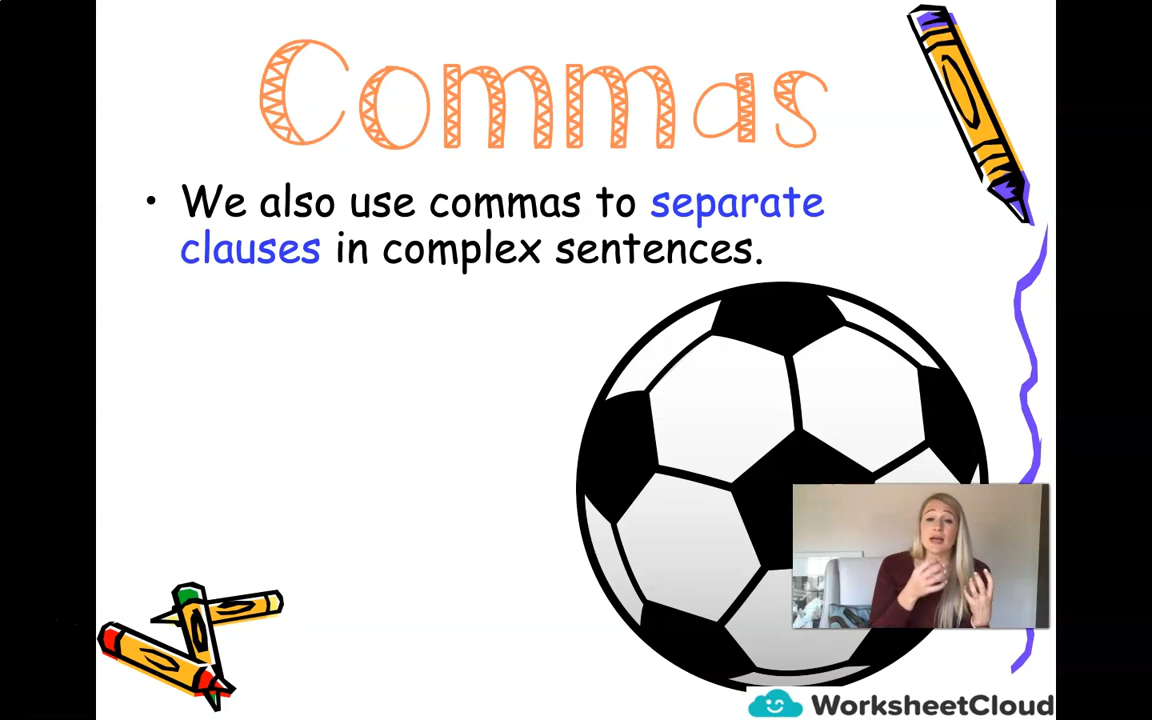 Commas
• We also use commas to separate
clauses in complex sentences.
WorksheetCloud